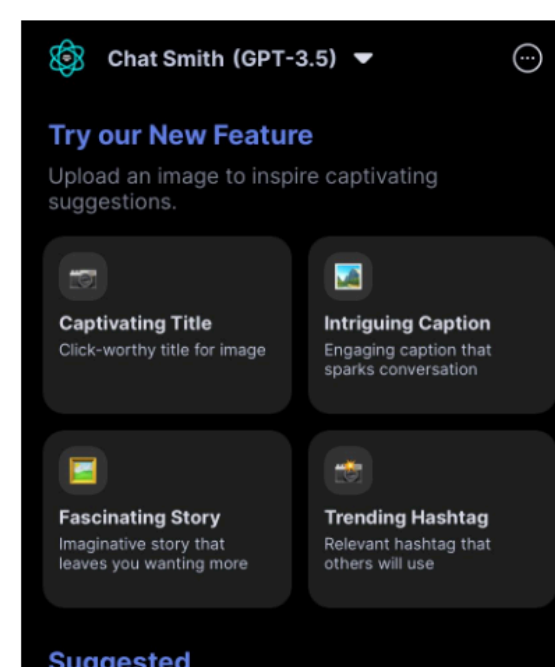 Chat Smith (GPT-3.5)
Try our New Feature
Upload an image to inspire captivating
suggestions.
Captivating Title
Click-worthy title for image
Intriguing Caption
Engaging caption that
sparks conversation
Fascinating Story
Imaginative story that
leaves you wanting more
Trending Hashtag
Relevant hashtag that
others will use
Suggested